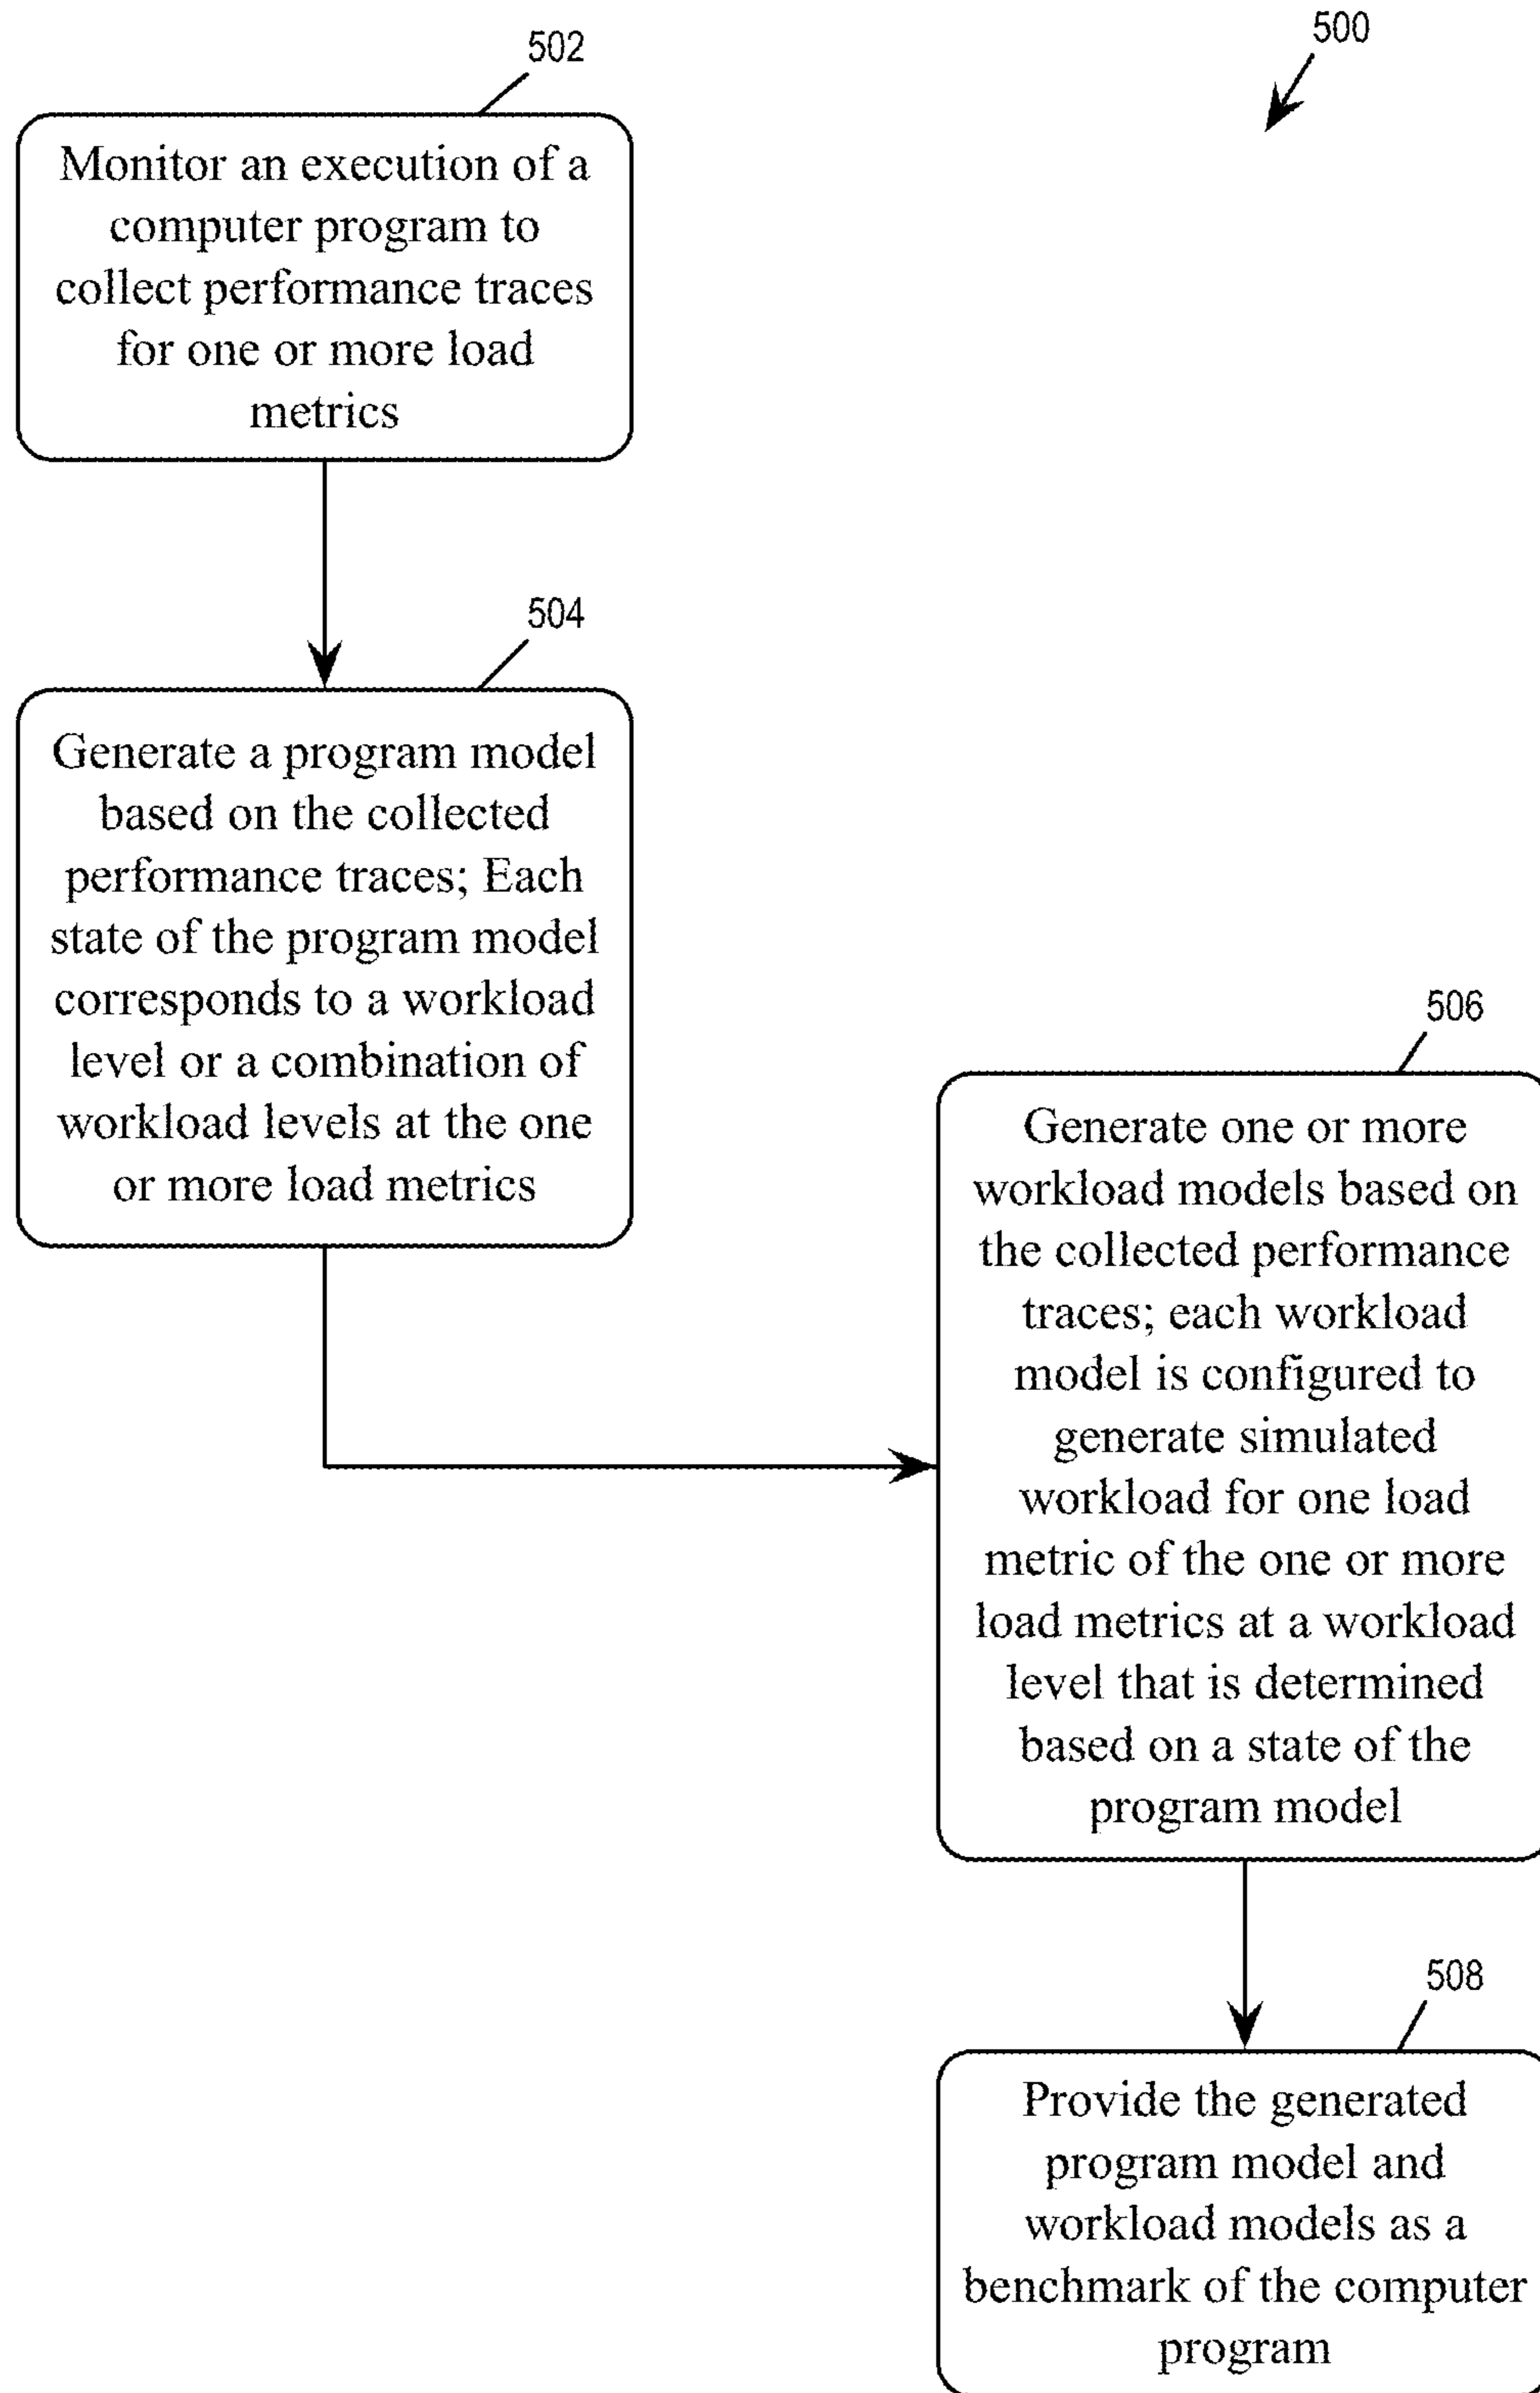 500
502
Monitor an execution of a
computer program to
collect performance traces
for one or more load
metrics
504
Generate a program model
based on the collected
performance traces; Each
state of the program model
corresponds to a workload
level or a combination of
workload levels at the one
or more load metrics
506
Generate one or more
workload models based on
the collected performance
traces; each workload
model is configured to
generate simulated
workload for one load
metric of the one or more
load metrics at a workload
level that is determined
based on a state of the
program model
508
Provide the generated
program model and
workload models as a
benchmark of the computer
program